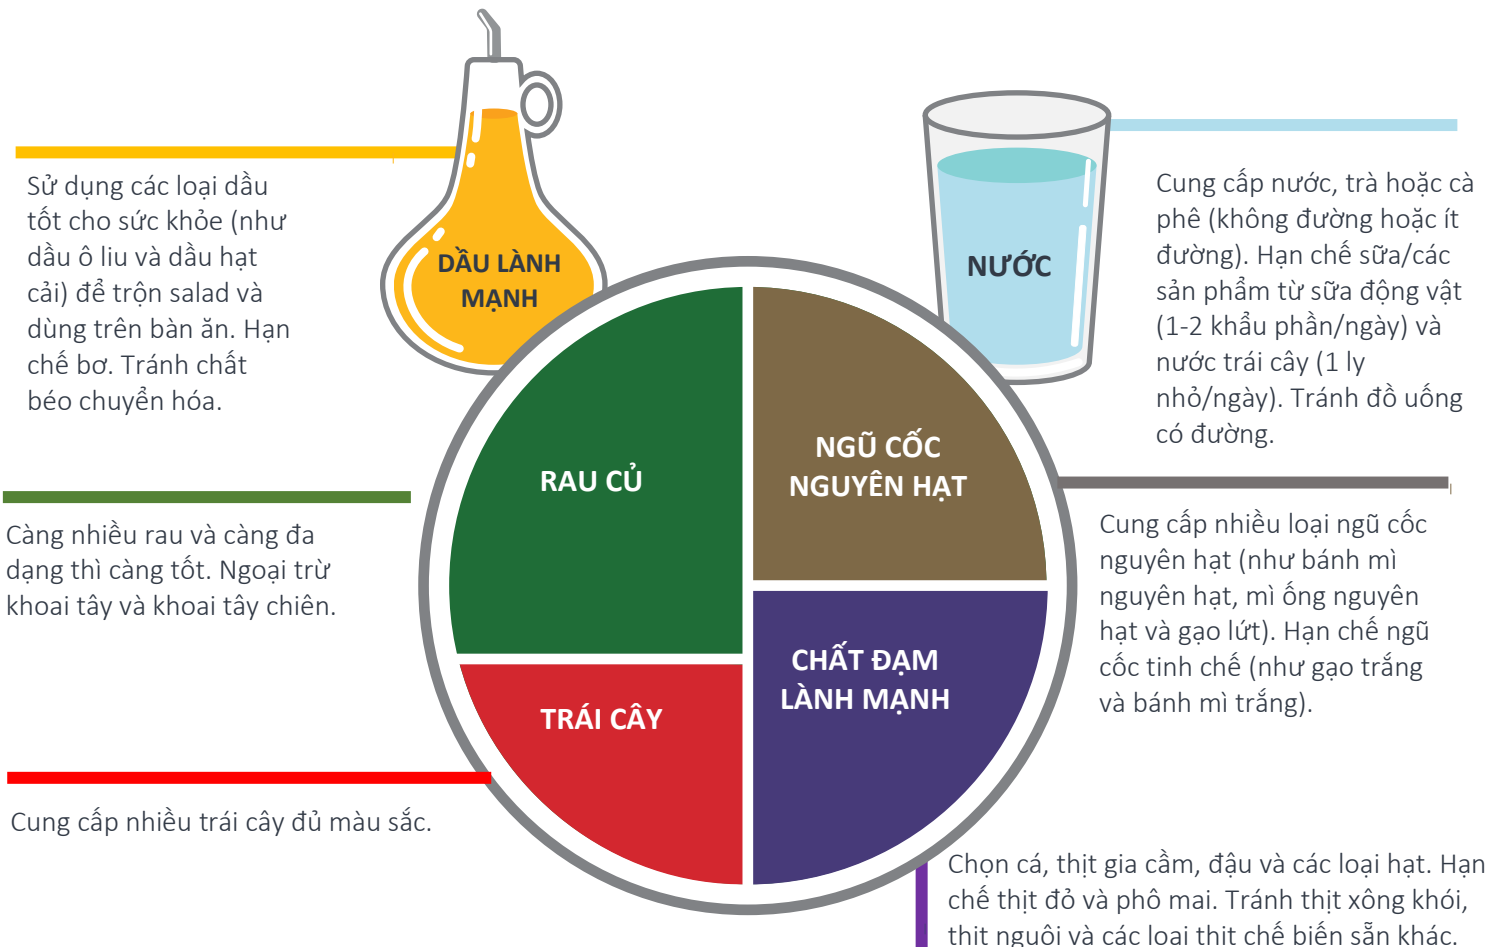 Sử dụng các loại dầu
tốt cho sức khỏe (như
dầu ô liu và dầu hạt
cải) để trộn salad và
dùng trên bàn ăn. Hạn
chế bơ. Tránh chất
béo chuyển hóa.
DẦU LÀNH
MẠNH
NƯỚC
Cung cấp nước, trà hoặc cà
phê (không đường hoặc ít
đường). Hạn chế sữa/các
sản phẩm từ sữa động vật
(1-2 khẩu phần/ngày) và
nước trái cây (1 ly
nhỏ/ngày). Tránh đồ uống
có đường.
RAU CỦ
NGŨ CỐC
NGUYÊN HẠT
Càng nhiều rau và càng đa
dạng thì càng tốt. Ngoại trừ
khoai tây và khoai tây chiên.
Cung cấp nhiều loại ngũ cốc
nguyên hạt (như bánh mì
nguyên hạt, mì ống nguyên
hạt và gạo lứt). Hạn chế ngũ
cốc tinh chế (như gạo trắng
và bánh mì trắng).
TRÁI CÂY
CHẤT ĐẠM
LÀNH MẠNH
Cung cấp nhiều trái cây đủ màu sắc.
Chọn cá, thịt gia cầm, đậu và các loại hạt. Hạn
chế thịt đỏ và phô mai. Tránh thịt xông khói,
thịt nguội và các loại thịt chế biến sẵn khác.